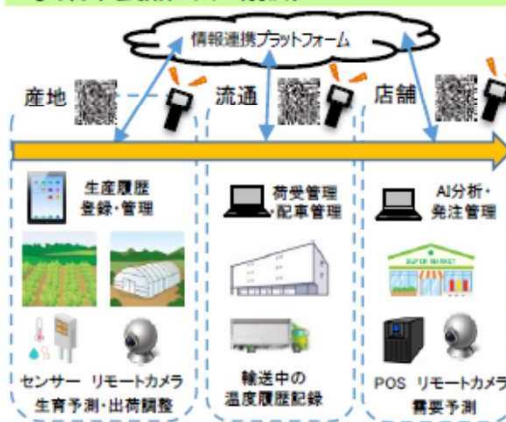 情報連携プラットフォーム
産地
流通
店舗
生産履歴
登録・管理
荷受管理
・配車管理
AI分析・
発注管理
SUPER MARKET
センサー リモートカメラ
生育予測・出荷調整
輸送中の
温度履歴記録
POS リモートカメラ
需要予測